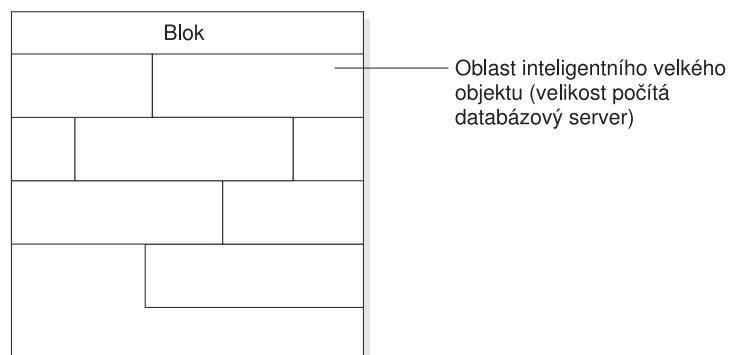 Blok
Oblast inteligentního velkého
objektu (velikost počítá
databázový server)